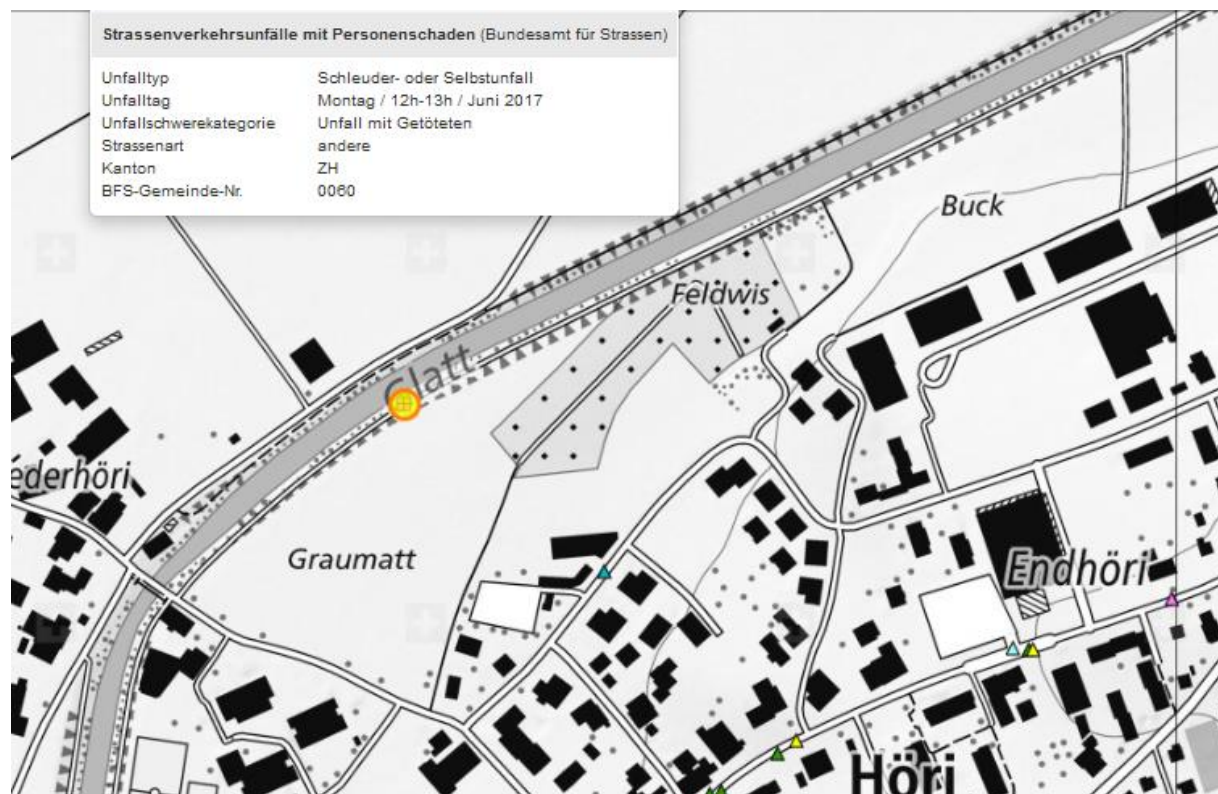 Strassenverkehrsunfälle mit Personenschaden (Bundesamt für Strassen)
Unfalltyp Schleuder- oder Selbstunfall
Unfalltag Montag / 12h-13h / Juni 2017
Unfallschwerekategorie Unfall mit Getöteten
Strassenart andere
Kanton ZH
BFS-Gemeinde-Nr. 0060
Buck
Feldwis
Glatt
ederhöri
Graumatt
Endhöri
Höri